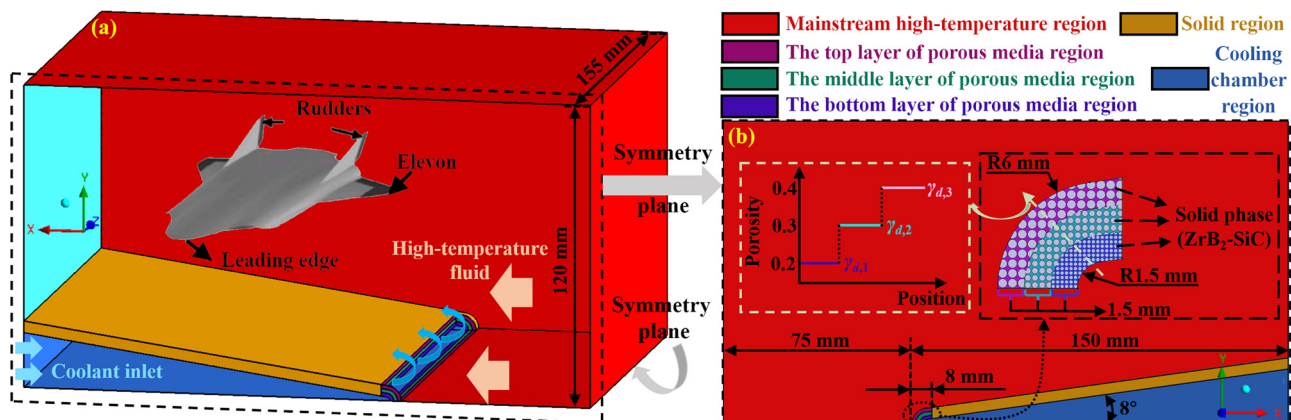 (a)
155 mm
Rudders
Elevon
Leading edge
High-temperature
fluid
120 mm
Coolant inlet
Y
X
Z
Symmetry
plane
Symmetry
plane
Mainstream high-temperature region
Solid region
The top layer of porous media region
The middle layer of porous media region
The bottom layer of porous media region
Cooling
chamber
region
(b)
Porosity
0.4
0.3
0.2
γd,3
γd,2
γd,1
Position
R6 mm
Solid phase
(ZrB₂-SiC)
R1.5 mm
1.5 mm
75 mm
150 mm
8 mm
8°
Y
X